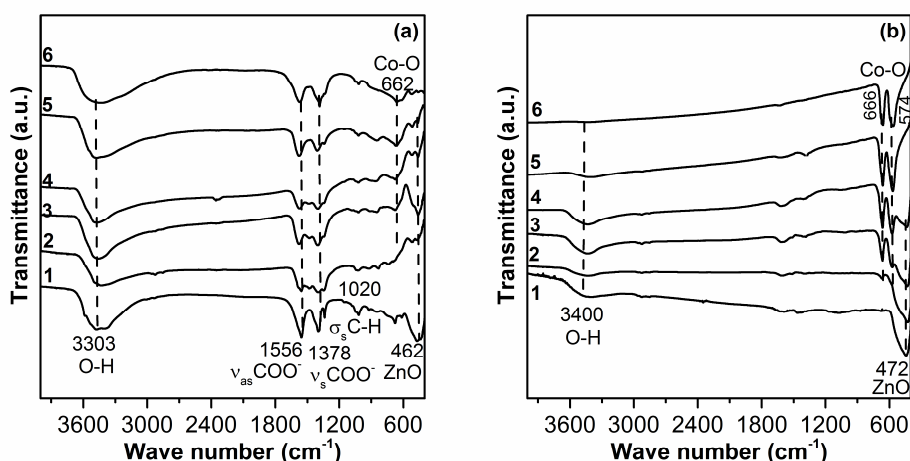 (a)
6
Co-O
662
5
4
3
2
1
1020
σsC-H
3303
O-H
1556
1378
462
νasCOO⁻
νsCOO⁻
ZnO
3600 3000 2400 1800 1200 600
Wave number (cm⁻¹)
Transmittance (a.u.)
(b)
Co-O
6
666
574
5
4
3
2
1
3400
O-H
472
ZnO
3600 3000 2400 1800 1200 600
Wave number (cm⁻¹)
Transmittance (a.u.)